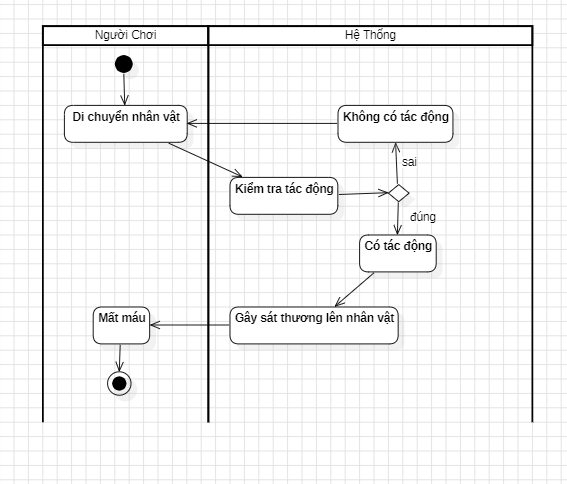 Người Chơi
Hệ Thống
Di chuyển nhân vật
Không có tác động
sai
Kiểm tra tác động
đúng
Có tác động
Mất máu
Gây sát thương lên nhân vật